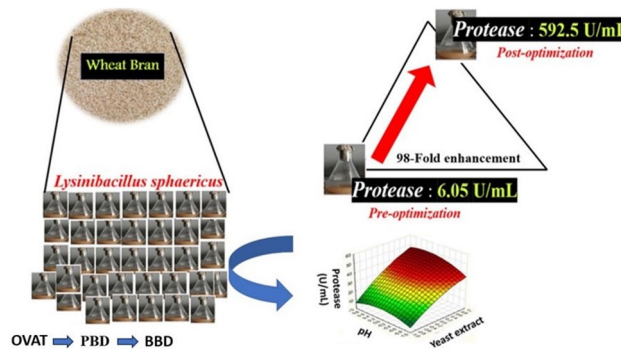 Wheat Bran
Lysinibacillus sphaericus
OVAT PBD BBD
Protease : 592.5 U/mL
Post-optimization
98-Fold enhancement
Protease : 6.05 U/mL
Pre-optimization
Protease
(U/mL)
pH
Yeast extract